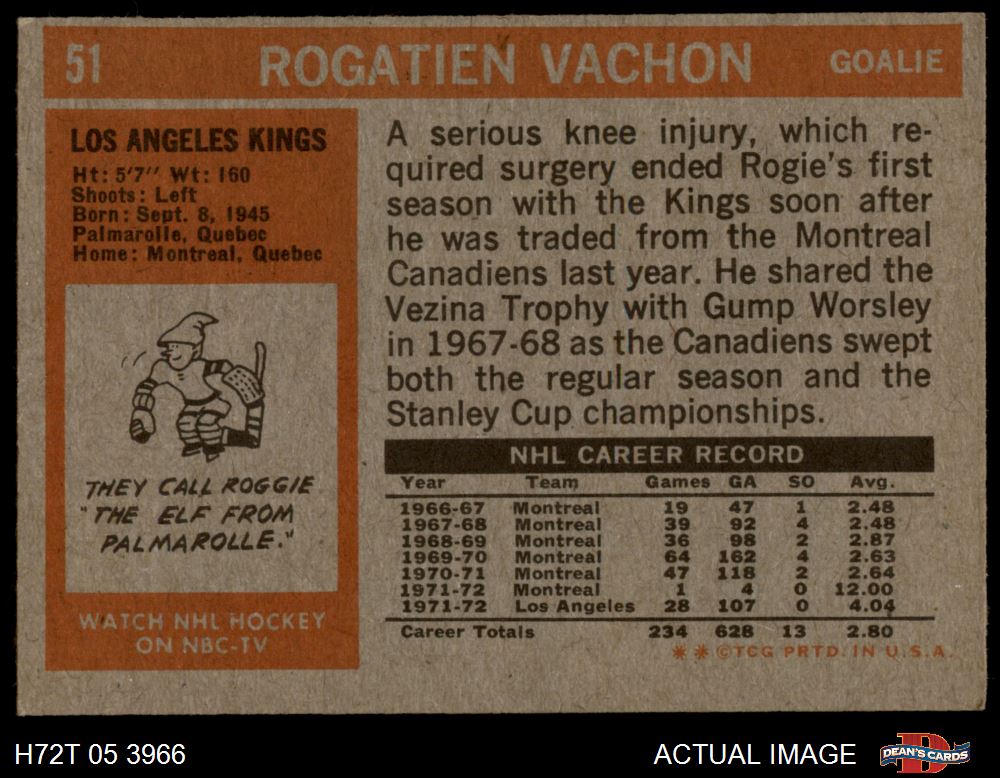 51 ROGATIEN VACHON GOALIE
LOS ANGELES KINGS
Ht: 5'7" Wt: 160
Shoots: Left
Born: Sept. 8, 1945
Palmarolle, Quebec
Home: Montreal, Quebec
THEY CALL ROGGIE
"THE ELF FROM
PALMAROLLE."
WATCH NHL HOCKEY
ON NBC-TV
A serious knee injury, which re-
quired surgery ended Rogie's first
season with the Kings soon after
he was traded from the Montreal
Canadiens last year. He shared the
Vezina Trophy with Gump Worsley
in 1967-68 as the Canadiens swept
both the regular season and the
Stanley Cup championships.
NHL CAREER RECORD
Year Team Games GA SO Avg.
1966-67 Montreal 19 47 1 2.48
1967-68 Montreal 39 92 4 2.48
1968-69 Montreal 36 98 2 2.87
1969-70 Montreal 64 162 4 2.63
1970-71 Montreal 47 118 2 2.64
1971-72 Montreal 1 4 0 12.00
1971-72 Los Angeles 28 107 0 4.04
Career Totals 234 628 13 2.80
* * ©TCG PRTD. IN U.S.A.
H72T 05 3966 ACTUAL IMAGE DEAN'S CARDS